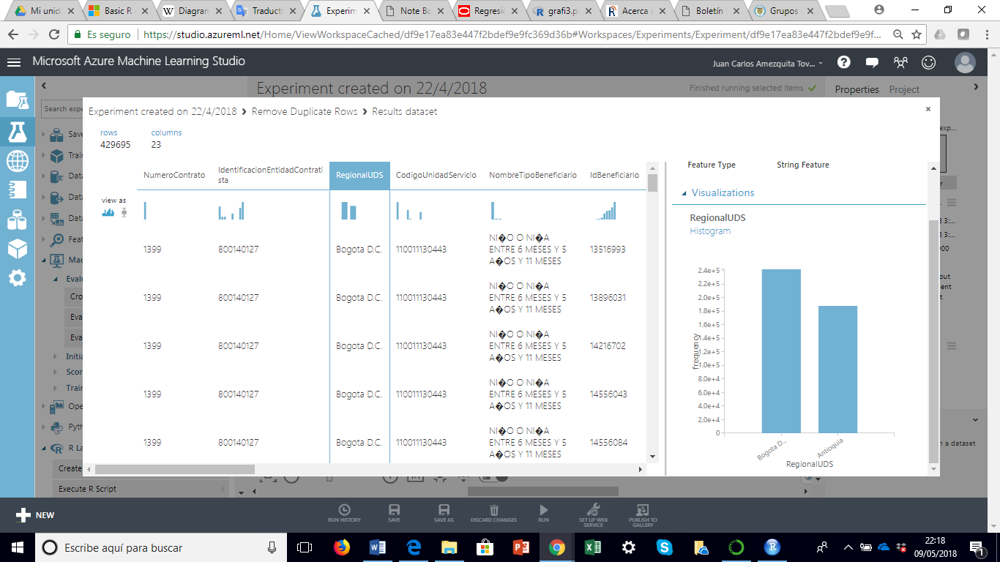 Mi unid
Basic R
Diagran
Traducto
Experim
Note Bo
Regresi
grafi3.p
Acerca
Boletín
Grupos
Es seguro
https://studio.azureml.net/Home/ViewWorkspaceCached/df9e17ea83e447f2bdef9e9fc369d36b#Workspaces/Experiments/Experiment/df9e17ea83e447f2bdef9e9f...
Microsoft Azure Machine Learning Studio
Juan Carlos Amezquita Tov...
Experiment created on 22/4/2018
Finished running selected items
Properties
Project
Search expe
Experiment created on 22/4/2018 > Remove Duplicate Rows > Results dataset
×
rows
columns
429695
23
NumeroContrato
IdentificacionEntidadContrati
sta
RegionalUDS
CodigoUnidadServicio
NombreTipoBeneficiario
IdBeneficiario
view as
1399
800140127
Bogota D.C.
110011130443
NI�O O NI�A
ENTRE 6 MESES Y 5
A�OS Y 11 MESES
13516993
1399
800140127
Bogota D.C.
110011130443
NI�O O NI�A
ENTRE 6 MESES Y 5
A�OS Y 11 MESES
13896031
1399
800140127
Bogota D.C.
110011130443
NI�O O NI�A
ENTRE 6 MESES Y 5
A�OS Y 11 MESES
14216702
1399
800140127
Bogota D.C.
110011130443
NI�O O NI�A
ENTRE 6 MESES Y 5
A�OS Y 11 MESES
14556043
1399
800140127
Bogota D.C.
110011130443
NI�O O NI�A
ENTRE 6 MESES Y 5
A�OS Y 11 MESES
14556084
Feature Type
String Feature
Visualizations
RegionalUDS
Histogram
2.4e+5
2.2e+5
2.0e+5
1.8e+5
1.6e+5
1.4e+5
1.2e+5
1.0e+5
8.0e+4
6.0e+4
4.0e+4
2.0e+4
0
frequency
Bogota D...
Antioquia
RegionalUDS
Save
Train
Data
Data
Data
Feat
Mac
Evalu
Cro
Eva
Eva
Initia
Scor
Train
Ope
Pyth
R La
Create
Execute R Script
n a dataset
NEW
RUN HISTORY
SAVE
SAVE AS
DISCARD CHANGES
RUN
SET UP WEB
SERVICE
PUBLISH TO
GALLERY
Escribe aquí para buscar
22:18
09/05/2018
1